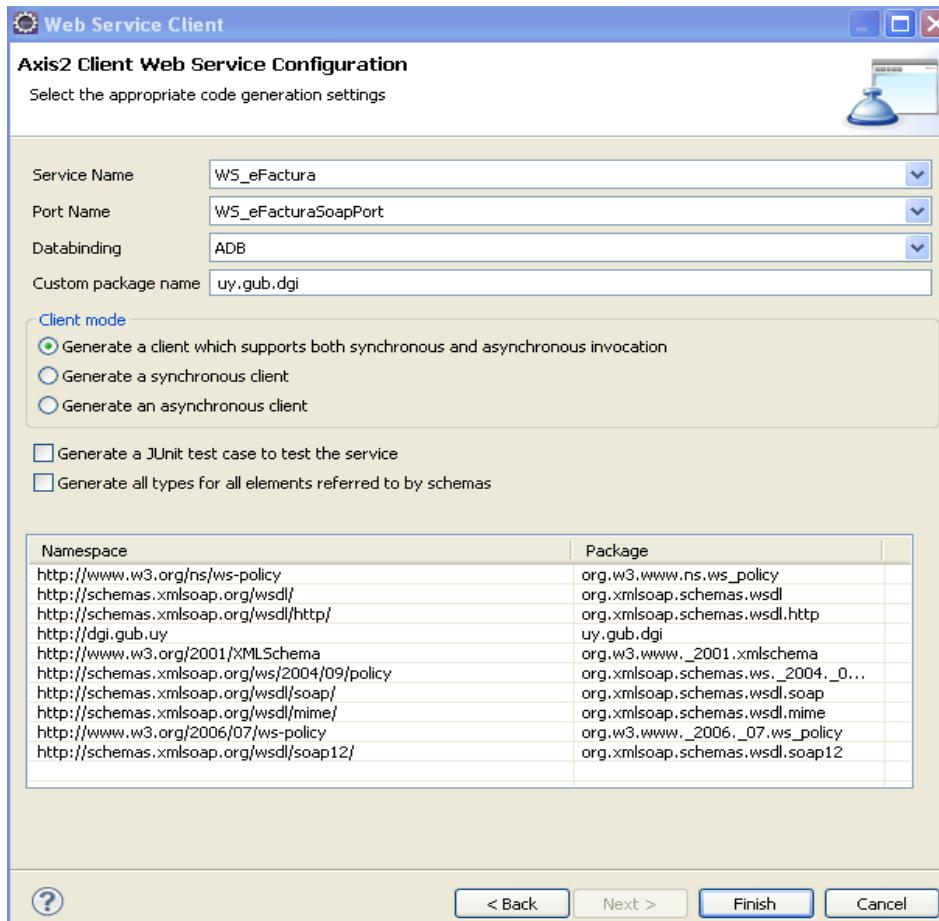 Web Service Client
Axis2 Client Web Service Configuration
Select the appropriate code generation settings
Service Name WS_eFactura
Port Name WS_eFacturaSoapPort
Databinding ADB
Custom package name uy.gub.dgi
Client mode
Generate a client which supports both synchronous and asynchronous invocation
Generate a synchronous client
Generate an asynchronous client
Generate a JUnit test case to test the service
Generate all types for all elements referred to by schemas
Namespace Package
http://www.w3.org/ns/ws-policy org.w3.www.ns.ws_policy
http://schemas.xmlsoap.org/wsdl/ org.xmlsoap.schemas.wsdl
http://schemas.xmlsoap.org/wsdl/http/ org.xmlsoap.schemas.wsdl.http
http://dgi.gub.uy uy.gub.dgi
http://www.w3.org/2001/XMLSchema org.w3.www._2001.xmlschema
http://schemas.xmlsoap.org/ws/2004/09/policy org.xmlsoap.schemas.ws._2004._0...
http://schemas.xmlsoap.org/wsdl/soap/ org.xmlsoap.schemas.wsdl.soap
http://schemas.xmlsoap.org/wsdl/mime/ org.xmlsoap.schemas.wsdl.mime
http://www.w3.org/2006/07/ws-policy org.w3.www._2006._07.ws_policy
http://schemas.xmlsoap.org/wsdl/soap12/ org.xmlsoap.schemas.wsdl.soap12
? < Back Next > Finish Cancel